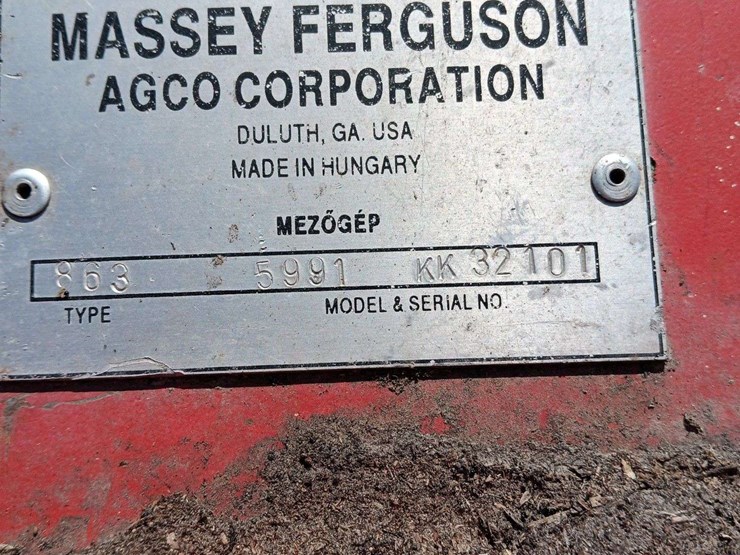 MASSEY FERGUSON
AGCO CORPORATION
DULUTH, GA. USA
MADE IN HUNGARY
MEZŐGÉP
863 5991 KK 32101
TYPE MODEL & SERIAL NO.